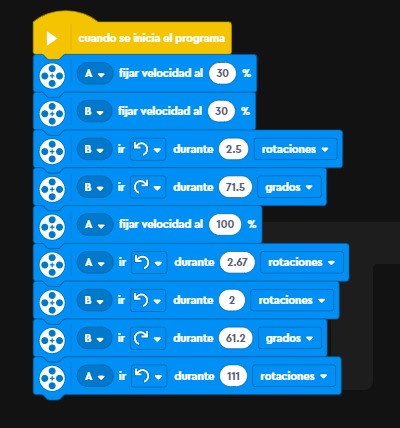 cuando se inicia el programa
A fijar velocidad al 30 %
B fijar velocidad al 30 %
B ir durante 2.5 rotaciones
B ir durante 71.5 grados
A fijar velocidad al 100 %
A ir durante 2.67 rotaciones
B ir durante 2 rotaciones
B ir durante 61.2 grados
A ir durante 111 rotaciones